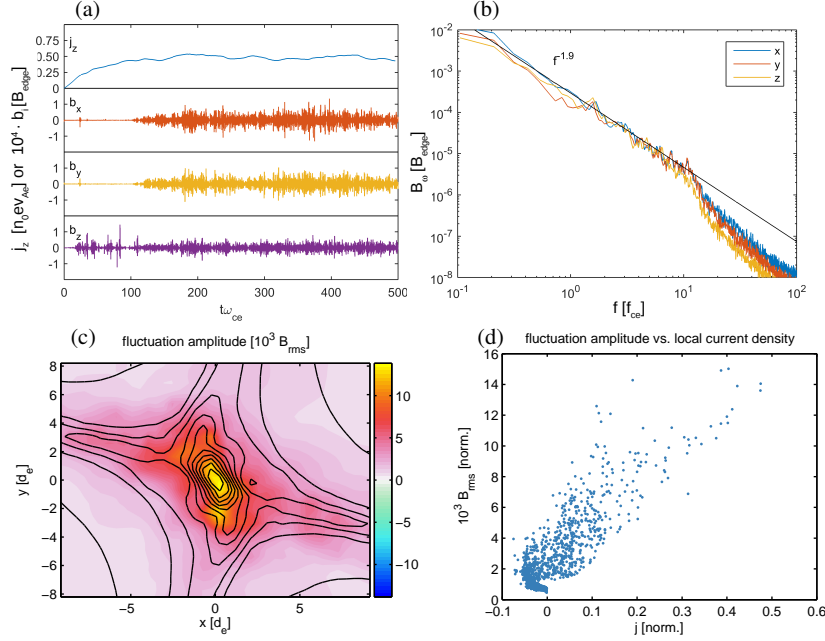 (a)
j_z [n_0ev_Ae] or 10^4 · b_i [B_edge]
0.75
j_z
0.50
0.25
0
b_x
1
0
-1
b_y
1
0
-1
b_z
1
0
-1
0 100 200 300 400 500
tω_ce
(b)
B_ω [B_edge]
10^-2
10^-3
10^-4
10^-5
10^-6
10^-7
10^-8
f^-1.9
x
y
z
10^-1 10^0 10^1 10^2
f [f_ce]
(c)
fluctuation amplitude [10^3 B_rms]
y [d_e]
8
6
4
2
0
-2
-4
-6
-8
-5 0 5
x [d_e]
10
5
0
-5
-10
(d)
fluctuation amplitude vs. local current density
10^3 B_rms [norm.]
16
14
12
10
8
6
4
2
0
-0.1 0 0.1 0.2 0.3 0.4 0.5 0.6
j [norm.]